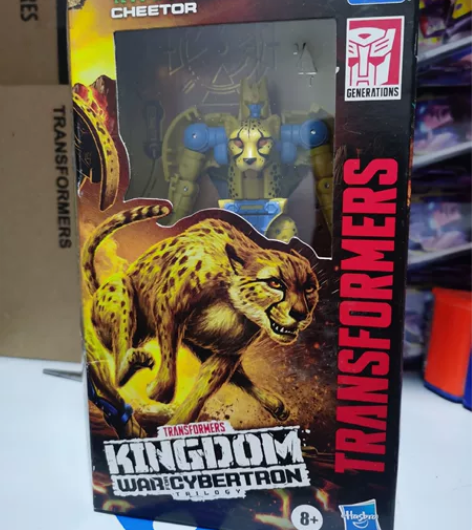 CHEETOR
GENERATIONS
TRANSFORMERS
TRANSFORMERS
TRANSFORMERS
KINGDOM
WAR FOR CYBERTRON
TRILOGY
8+
Hasbro